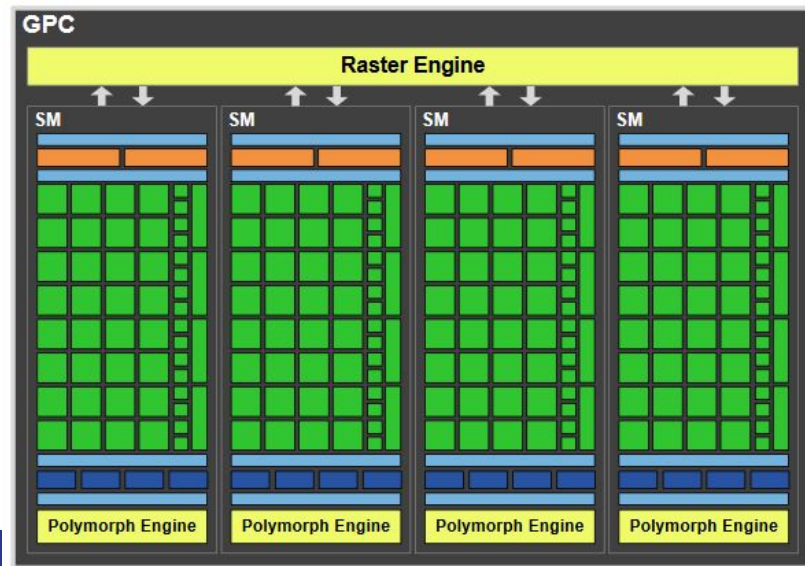 GPC
Raster Engine
SM SM SM SM
Polymorph Engine Polymorph Engine Polymorph Engine Polymorph Engine